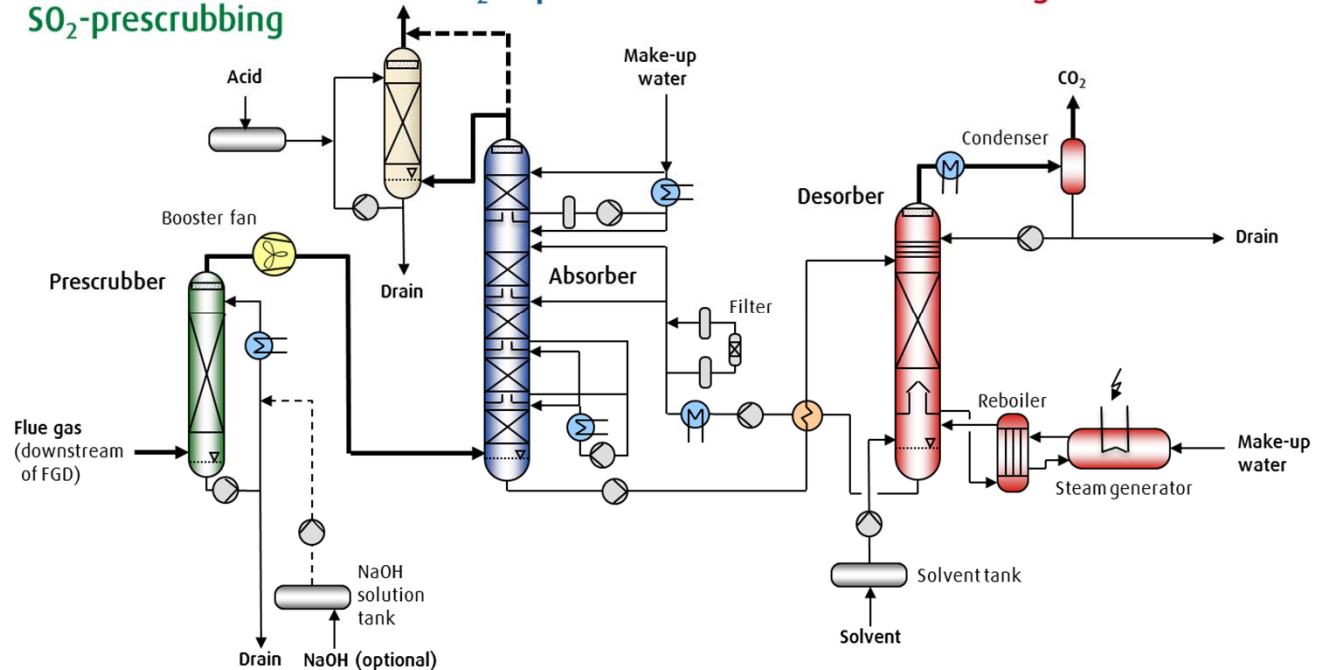 SO₂-prescrubbing
Acid
Make-up
water
CO₂
Condenser
Desorber
Booster fan
Drain
Prescrubber
Drain
Absorber
Filter
Reboiler
Flue gas
(downstream
of FGD)
Make-up
water
Steam generator
NaOH
solution
tank
Solvent tank
Solvent
Drain
NaOH (optional)